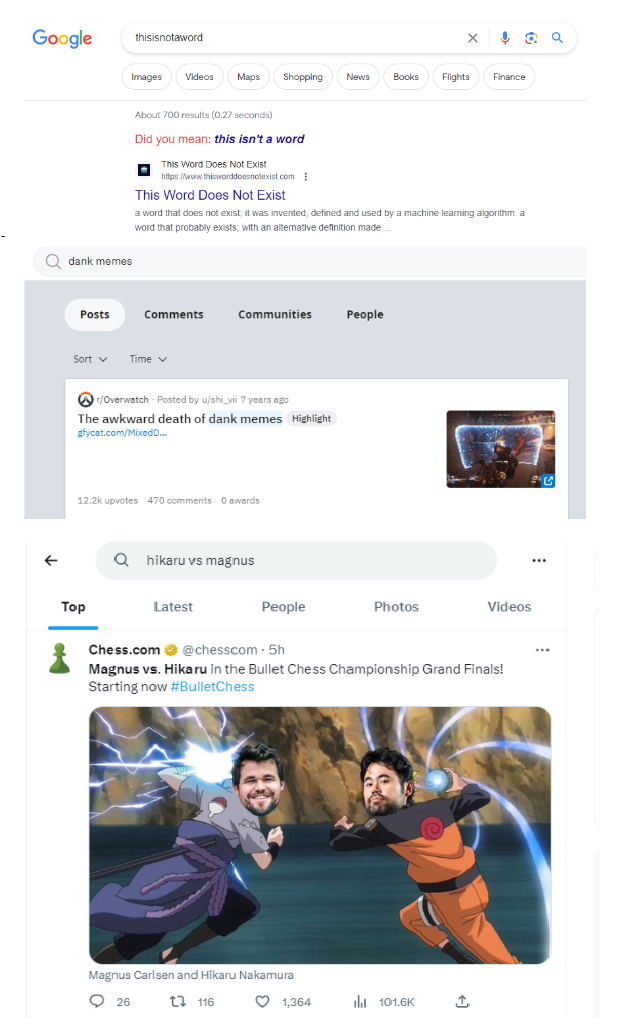 Google
thisisnotaword
Images Videos Maps Shopping News Books Flights Finance
About 700 results (0.27 seconds)
Did you mean: this isn't a word
This Word Does Not Exist
https://www.thisworddoesnotexist.com
This Word Does Not Exist
a word that does not exist; it was invented, defined and used by a machine learning algorithm. a
word that probably exists; with an alternative definition made ...
-
dank memes
Posts Comments Communities People
Sort Time
r/Overwatch · Posted by u/shi_vii 7 years ago
The awkward death of dank memes Highlight
gfycat.com/MixedD...
12.2k upvotes 470 comments 0 awards
hikaru vs magnus
Top Latest People Photos Videos
Chess.com @chesscom · 5h
Magnus vs. Hikaru in the Bullet Chess Championship Grand Finals!
Starting now #BulletChess
Magnus Carlsen and Hikaru Nakamura
26 116 1,364 101.6K